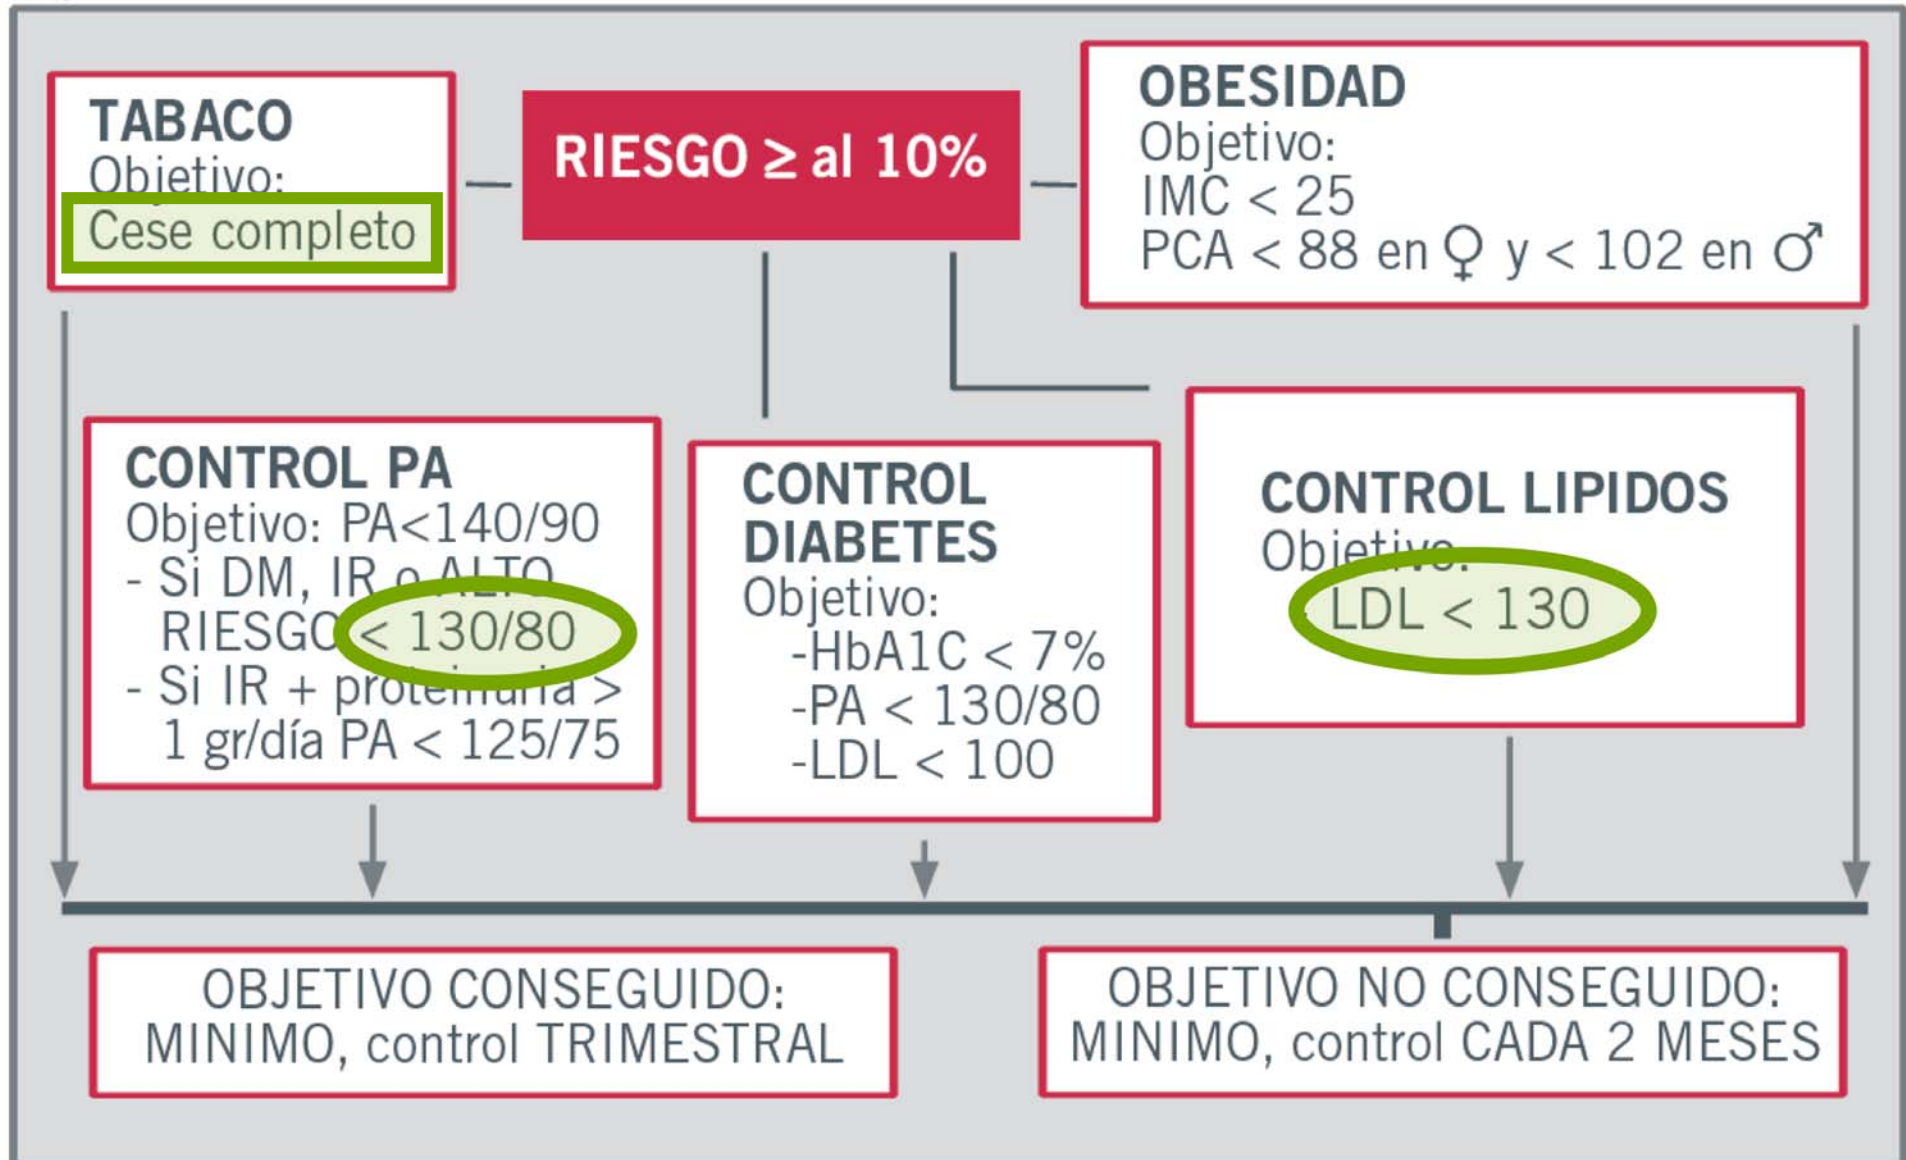 TABACO
Objetivo:
Cese completo
RIESGO ≥ al 10%
OBESIDAD
Objetivo:
IMC < 25
PCA < 88 en ♀ y < 102 en ♂
CONTROL PA
Objetivo: PA<140/90
- Si DM, IR o ALTO
RIESGO < 130/80
- Si IR + proteinuria >
1 gr/día PA < 125/75
CONTROL
DIABETES
Objetivo:
-HbA1C < 7%
-PA < 130/80
-LDL < 100
CONTROL LIPIDOS
Objetivo:
- LDL < 130
OBJETIVO CONSEGUIDO:
MINIMO, control TRIMESTRAL
OBJETIVO NO CONSEGUIDO:
MINIMO, control CADA 2 MESES